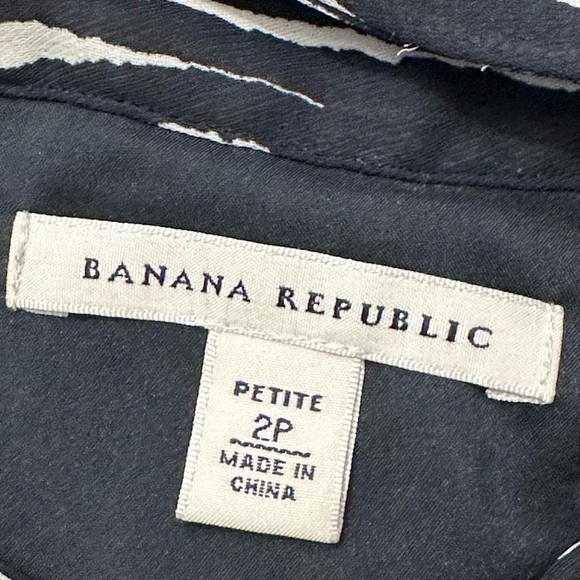 BANANA REPUBLIC
PETITE
2P
MADE IN
CHINA